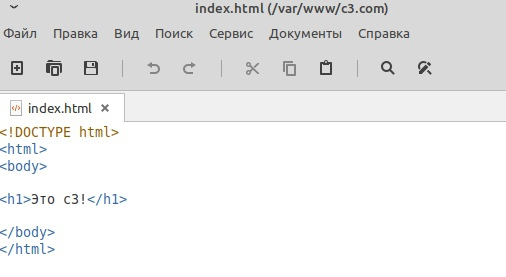 index.html (/var/www/c3.com)
Файл Правка Вид Поиск Сервис Документы Справка
index.html
<!DOCTYPE html>
<html>
<body>
<h1>Это c3!</h1>
</body>
</html>